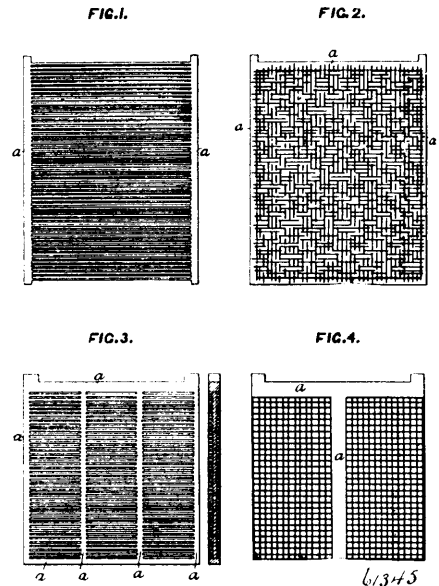 FIG.1. FIG.2.
a
a a a a
FIG.3. FIG.4.
a a
a a
a a a a
61345